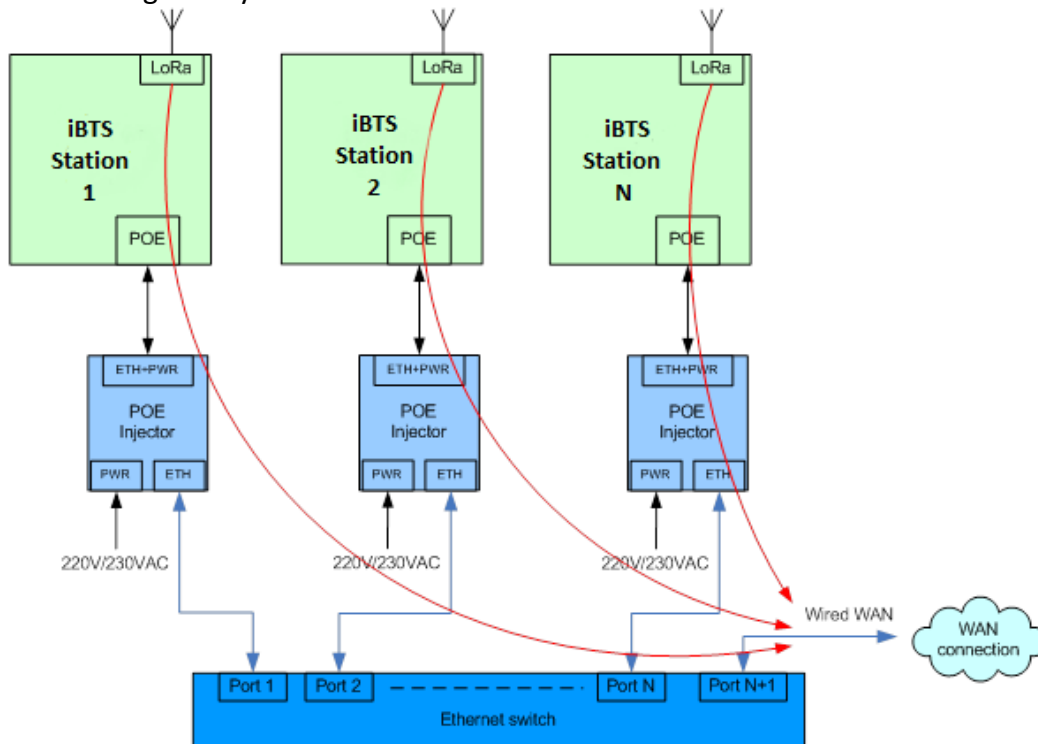 LoRa
LoRa
LoRa
iBTS
Station
1
iBTS
Station
2
iBTS
Station
N
POE
POE
POE
ETH+PWR
ETH+PWR
ETH+PWR
POE
Injector
POE
Injector
POE
Injector
PWR
ETH
PWR
ETH
PWR
ETH
220V/230VAC
220V/230VAC
220V/230VAC
Wired WAN
WAN
connection
Port 1
Port 2
Port N
Port N+1
Ethernet switch